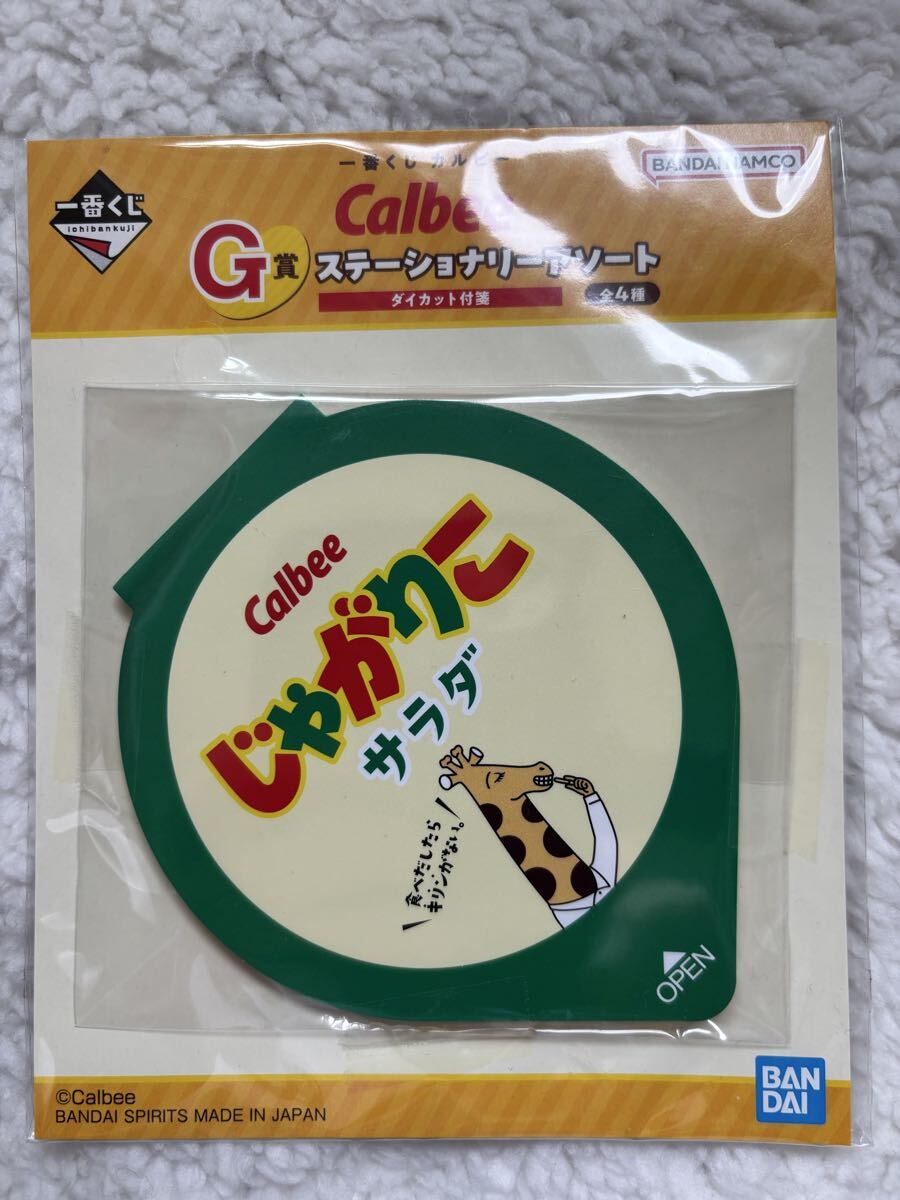 一番くじ カルビー
BANDAI NAMCO
一番くじ
ichibankuji
Calbee
G賞
ステーショナリーアソート
ダイカット付箋
全4種
Calbee
じゃがりこ
サラダ
食べだしたら
キリンがない。
OPEN
©Calbee
BANDAI SPIRITS MADE IN JAPAN
BAN
DAI